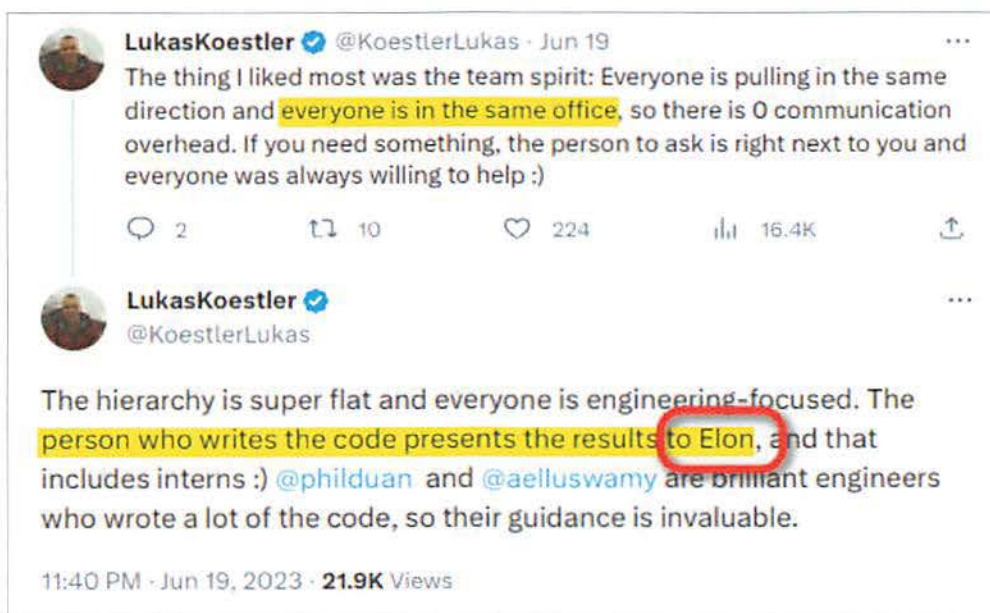 LukasKoestler @KoestlerLukas · Jun 19 ...
The thing I liked most was the team spirit: Everyone is pulling in the same
direction and everyone is in the same office, so there is 0 communication
overhead. If you need something, the person to ask is right next to you and
everyone was always willing to help :)
2 10 224 16.4K
LukasKoestler ...
@KoestlerLukas
The hierarchy is super flat and everyone is engineering-focused. The
person who writes the code presents the results to Elon, and that
includes interns :) @philduan and @aelluswamy are brilliant engineers
who wrote a lot of the code, so their guidance is invaluable.
11:40 PM · Jun 19, 2023 · 21.9K Views